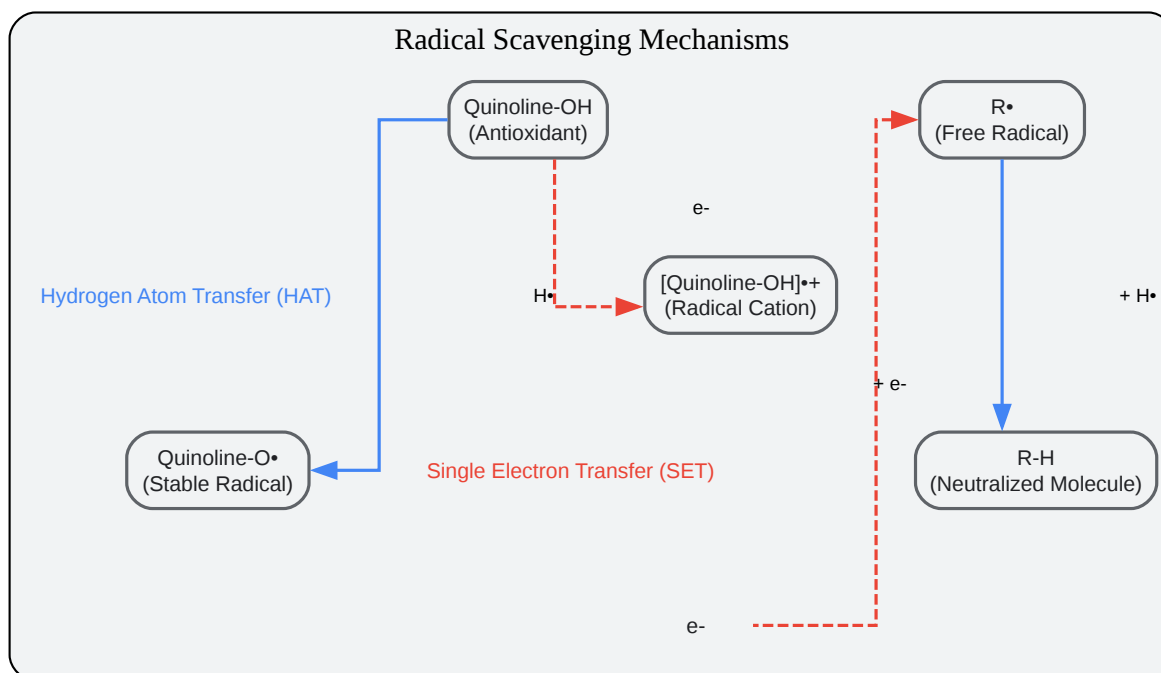 Radical Scavenging Mechanisms
Quinoline-OH
(Antioxidant)
R•
(Free Radical)
e-
[Quinoline-OH]•+
(Radical Cation)
Hydrogen Atom Transfer (HAT)
H•
+ H•
+ e-
Quinoline-O•
(Stable Radical)
Single Electron Transfer (SET)
R-H
(Neutralized Molecule)
e-